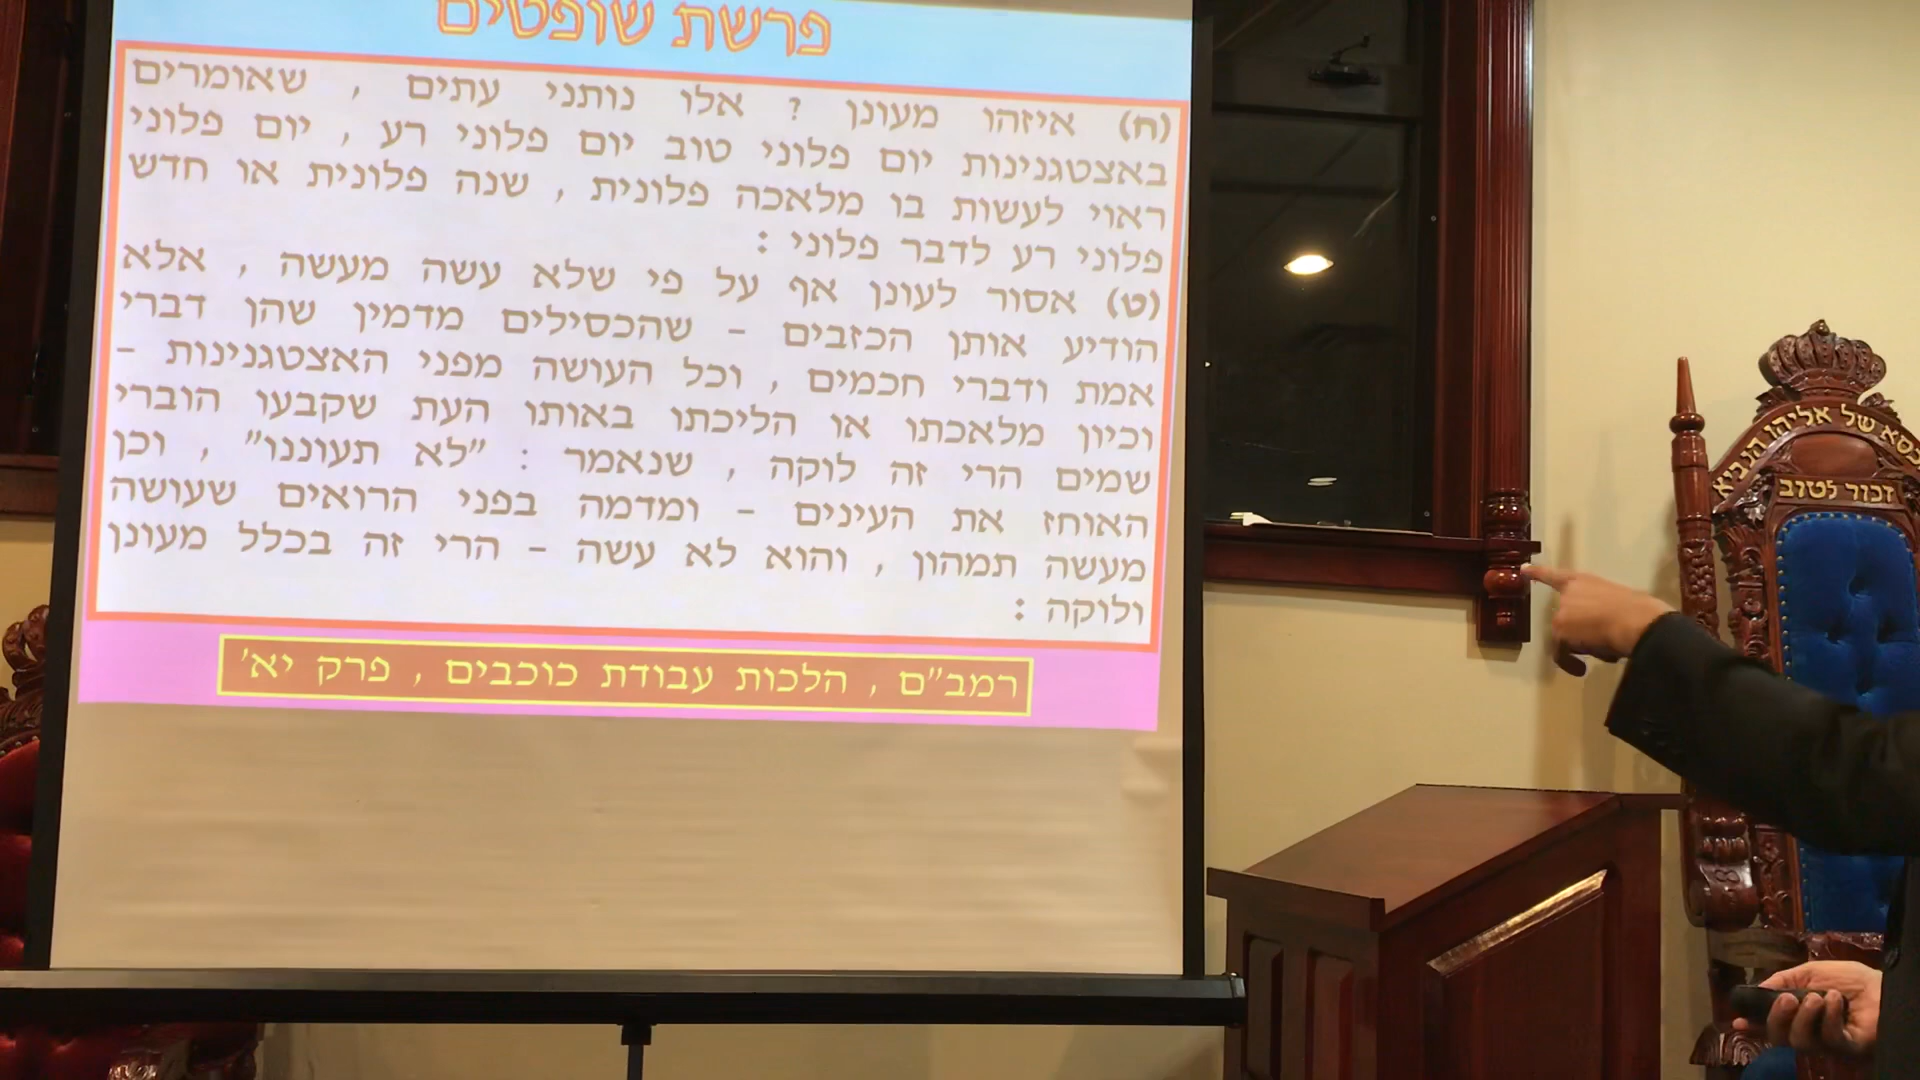 פרשת שופטים
(ח) איזהו מעונן ? אלו נותני עתים , שאומרים
באצטגנינות יום פלוני טוב יום פלוני רע , יום פלוני
ראוי לעשות בו מלאכה פלונית , שנה פלונית או חדש
פלוני רע לדבר פלוני :
(ט) אסור לעונן אף על פי שלא עשה מעשה , אלא
הודיע אותן הכזבים – שהכסילים מדמין שהן דברי
אמת ודברי חכמים , וכל העושה מפני האצטגנינות –
וכיון מלאכתו או הליכתו באותו העת שקבעו הוברי
שמים הרי זה לוקה , שנאמר : "לא תעוננו" , וכן
האוחז את העינים – ומדמה בפני הרואים שעושה
מעשה תמהון , והוא לא עשה – הרי זה בכלל מעונן
ולוקה :
רמב"ם , הלכות עבודת כוכבים , פרק יא'
כסא של אליהו הנביא
זכור לטוב